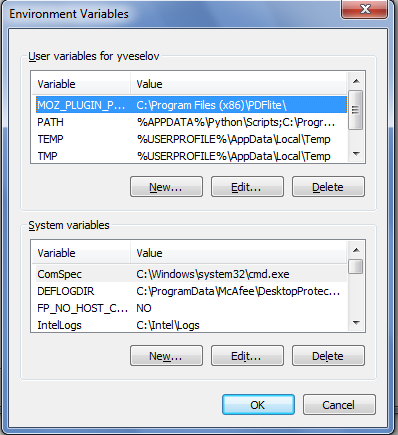 Environment Variables
User variables for yveselov
Variable Value
MOZ_PLUGIN_P... C:\Program Files (x86)\PDFlite\
PATH %APPDATA%\Python\Scripts;C:\Progr...
TEMP %USERPROFILE%\AppData\Local\Temp
TMP %USERPROFILE%\AppData\Local\Temp
New... Edit... Delete
System variables
Variable Value
ComSpec C:\Windows\system32\cmd.exe
DEFLOGDIR C:\ProgramData\McAfee\DesktopProtec...
FP_NO_HOST_C... NO
IntelLogs C:\Intel\Logs
New... Edit... Delete
OK Cancel